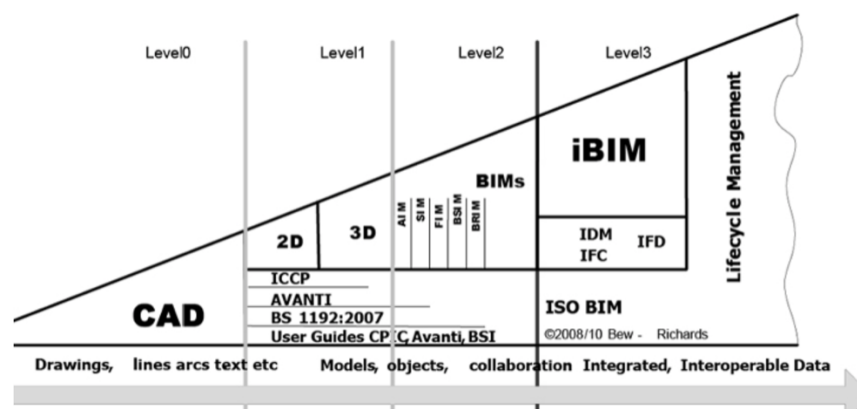 Level0
Level1
Level2
Level3
Lifecycle Management
iBIM
BIMs
AIM
SIM
FIM
BSIM
BRIM
2D
3D
IDM
IFD
IFC
ICCP
AVANTI
CAD
BS 1192:2007
ISO BIM
User Guides CPIC, Avanti, BSI
©2008/10 Bew - Richards
Drawings, lines arcs text etc
Models, objects, collaboration
Integrated, Interoperable Data